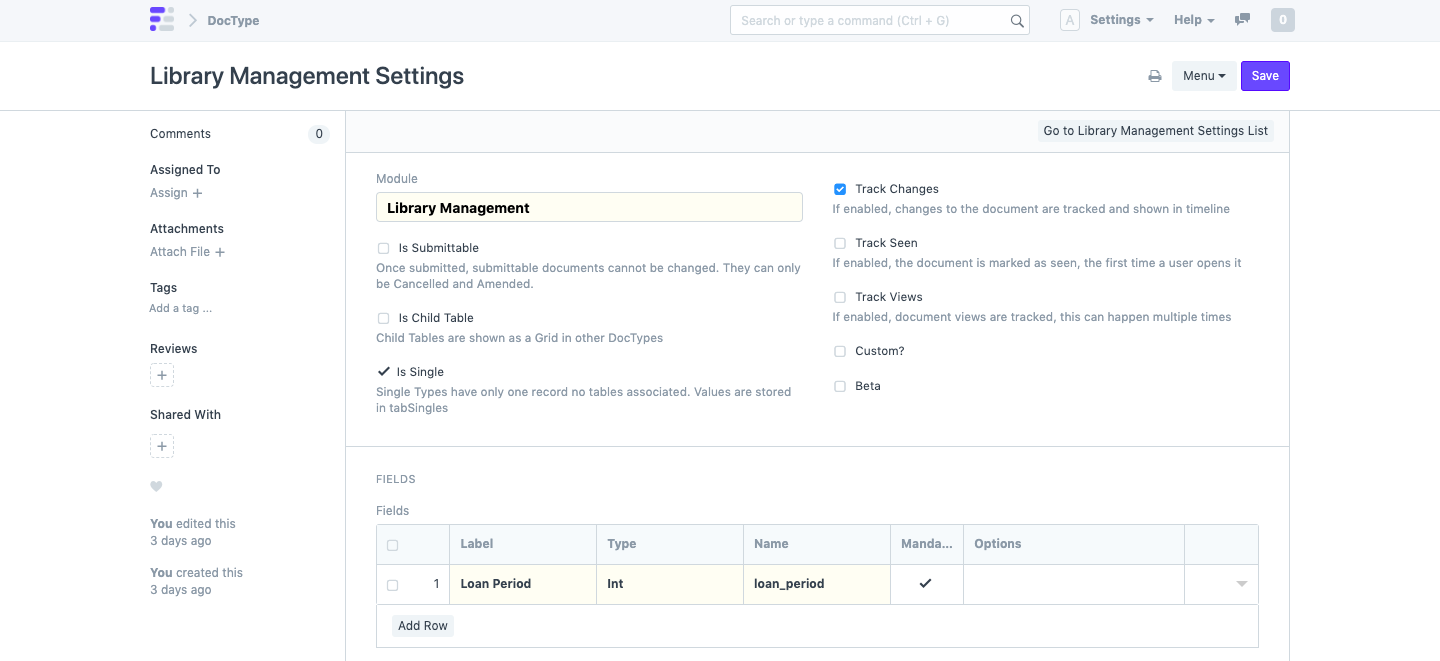 DocType
Search or type a command (Ctrl + G)
A
Settings
Help
0
Library Management Settings
Menu
Save
Comments
0
Assigned To
Assign +
Attachments
Attach File +
Tags
Add a tag ...
Reviews
+
Shared With
+
You edited this
3 days ago
You created this
3 days ago
Go to Library Management Settings List
Module
Library Management
Is Submittable
Once submitted, submittable documents cannot be changed. They can only
be Cancelled and Amended.
Is Child Table
Child Tables are shown as a Grid in other DocTypes
Is Single
Single Types have only one record no tables associated. Values are stored
in tabSingles
Track Changes
If enabled, changes to the document are tracked and shown in timeline
Track Seen
If enabled, the document is marked as seen, the first time a user opens it
Track Views
If enabled, document views are tracked, this can happen multiple times
Custom?
Beta
FIELDS
Fields
Label Type Name Manda... Options
1 Loan Period Int loan_period
Add Row